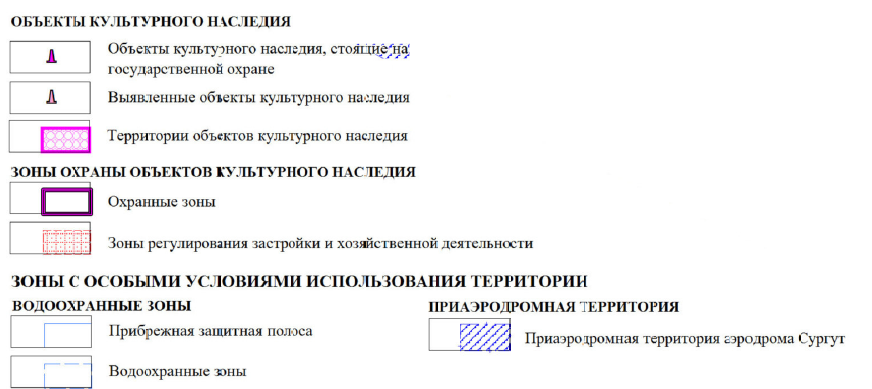 ОБЪЕКТЫ КУЛЬТУРНОГО НАСЛЕДИЯ
Объекты культурного наследия, стоящие на
государственной охране
Выявленные объекты культурного наследия
Территории объектов культурного наследия
ЗОНЫ ОХРАНЫ ОБЪЕКТОВ КУЛЬТУРНОГО НАСЛЕДИЯ
Охранные зоны
Зоны регулирования застройки и хозяйственной деятельности
ЗОНЫ С ОСОБЫМИ УСЛОВИЯМИ ИСПОЛЬЗОВАНИЯ ТЕРРИТОРИИ
ВОДООХРАННЫЕ ЗОНЫ
Прибрежная защитная полоса
Водоохранные зоны
ПРИАЭРОДРОМНАЯ ТЕРРИТОРИЯ
Приаэродромная территория аэродрома Сургут